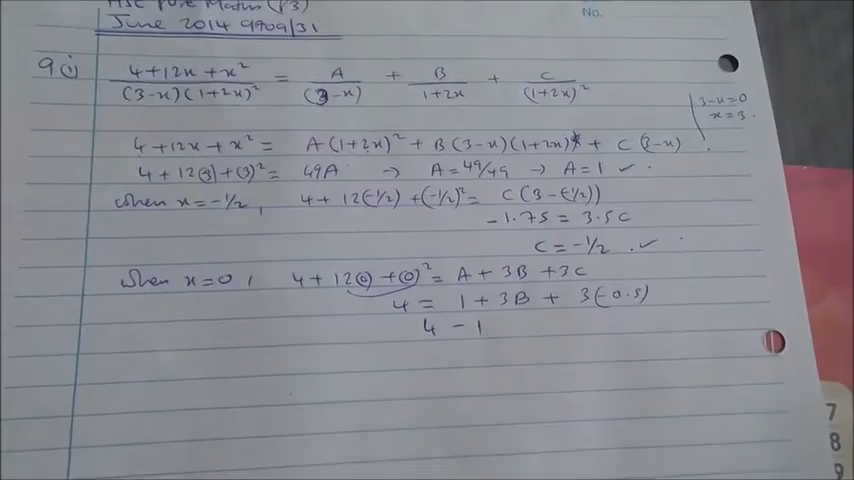 HSC Pure Maths (P3)
June 2014 9709/31
No.
9(i) (4+12x+x²)/((3-x)(1+2x)²) = A/(3-x) + B/(1+2x) + C/(1+2x)²
3-x=0
x=3.
4+12x+x² = A(1+2x)² + B(3-x)(1+2x) + C(3-x)
4+12(3)+(3)² = 49A → A=49/49 → A=1 ✓.
when x=-1/2, 4+12(-1/2)+(-1/2)² = C(3-(-1/2))
-1.75 = 3.5C
C=-1/2 . ✓
when x=0, 4+12(0)+(0)² = A+3B+3C
4 = 1+3B + 3(-0.5)
4 - 1
7
8
9